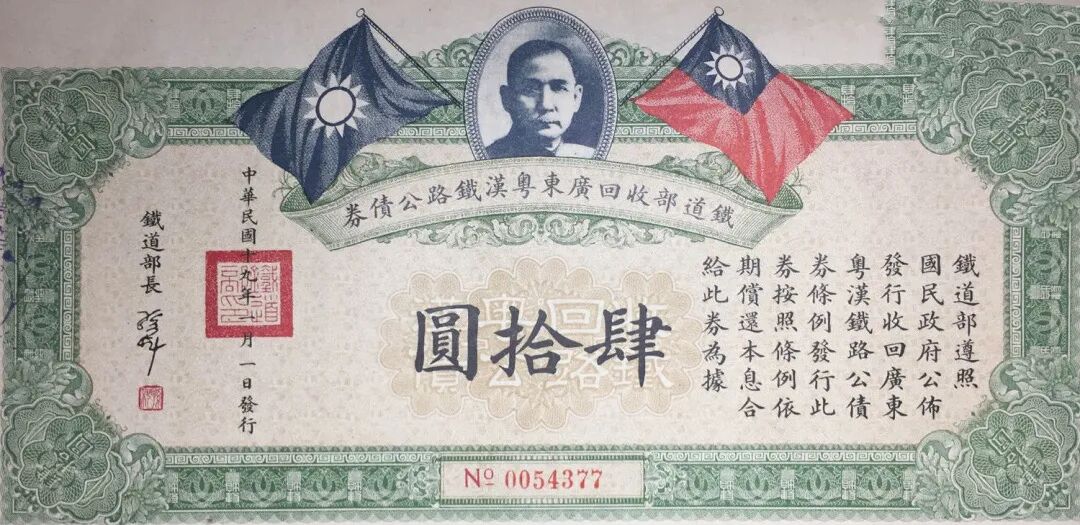 鐵道部收回廣東粤漢鐵路公債券
鐵道部遵照
國民政府公佈
發行收回廣東
粤漢鐵路公債
券條例發行此
券按照條例依
期償還本息合
給此券為據
肆拾圓
中華民國十九年一月一日發行
鐵道部長
Nº 0054377